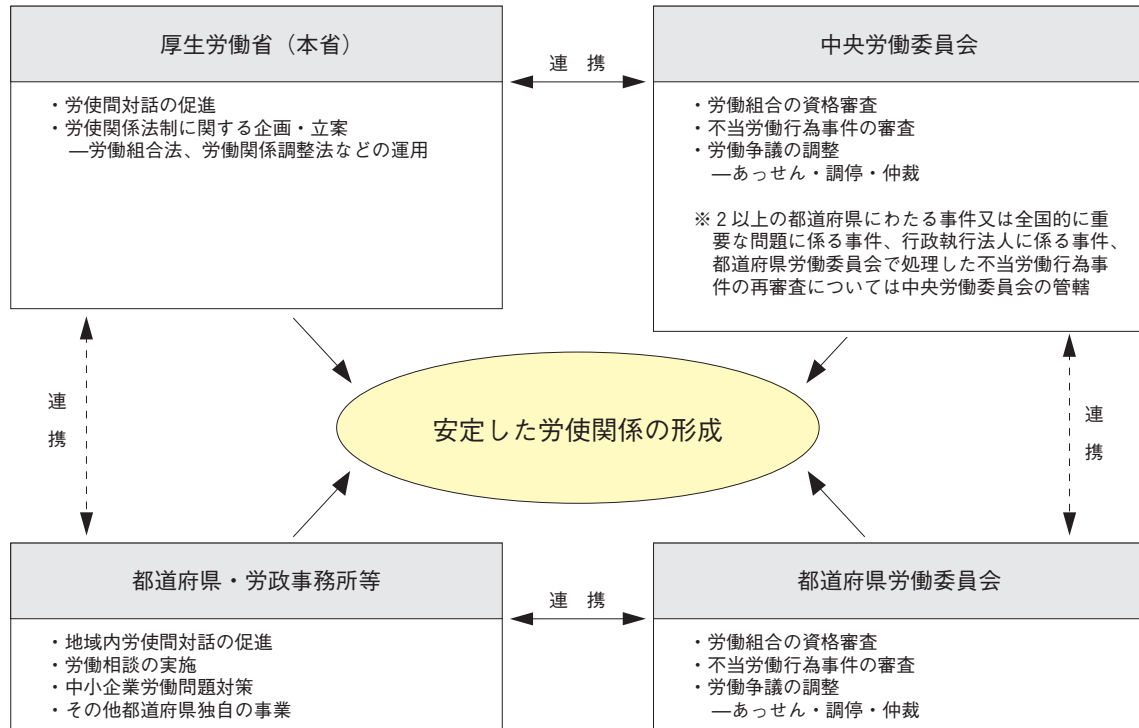 厚生労働省（本省）
・労使間対話の促進
・労使関係法制に関する企画・立案
―労働組合法、労働関係調整法などの運用
連 携
中央労働委員会
・労働組合の資格審査
・不当労働行為事件の審査
・労働争議の調整
―あっせん・調停・仲裁
※２以上の都道府県にわたる事件又は全国的に重
要な問題に係る事件、行政執行法人に係る事件、
都道府県労働委員会で処理した不当労働行為事
件の再審査については中央労働委員会の管轄
連
携
安定した労使関係の形成
連
携
都道府県・労政事務所等
・地域内労使間対話の促進
・労働相談の実施
・中小企業労働問題対策
・その他都道府県独自の事業
連 携
都道府県労働委員会
・労働組合の資格審査
・不当労働行為事件の審査
・労働争議の調整
―あっせん・調停・仲裁